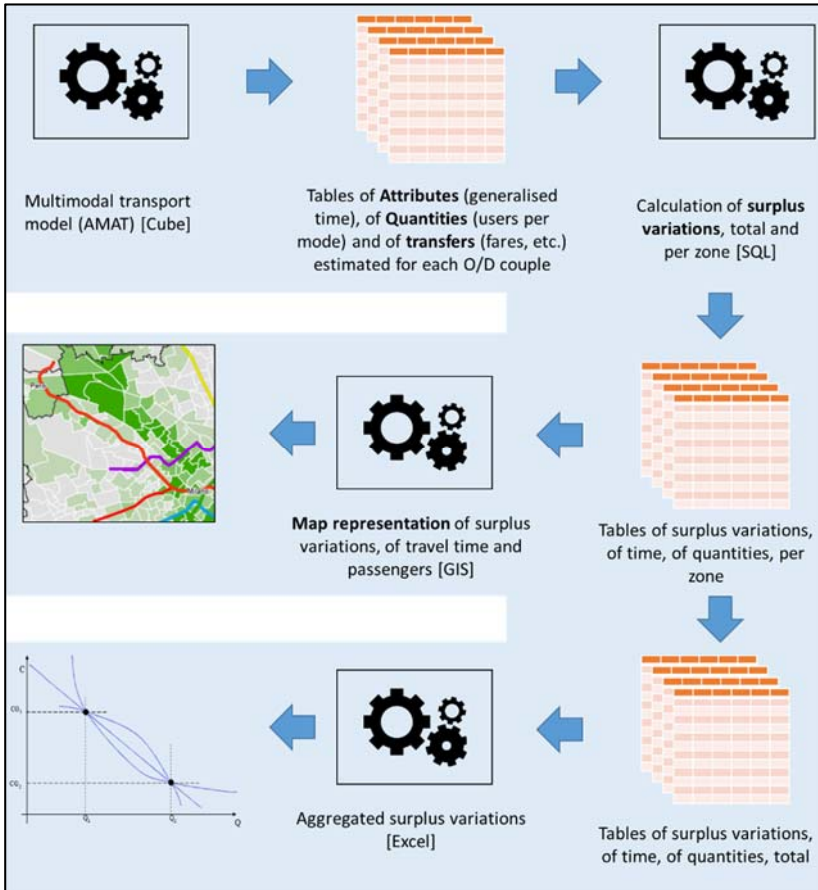 Multimodal transport
model (AMAT) [Cube]
Tables of Attributes (generalised
time), of Quantities (users per
mode) and of transfers (fares, etc.)
estimated for each O/D couple
Calculation of surplus
variations, total and
per zone [SQL]
Map representation of surplus
variations, of travel time and
passengers [GIS]
Tables of surplus variations,
of time, of quantities, per
zone
C
CG₁
CG₂
Q
Aggregated surplus variations
[Excel]
Tables of surplus variations,
of time, of quantities, total